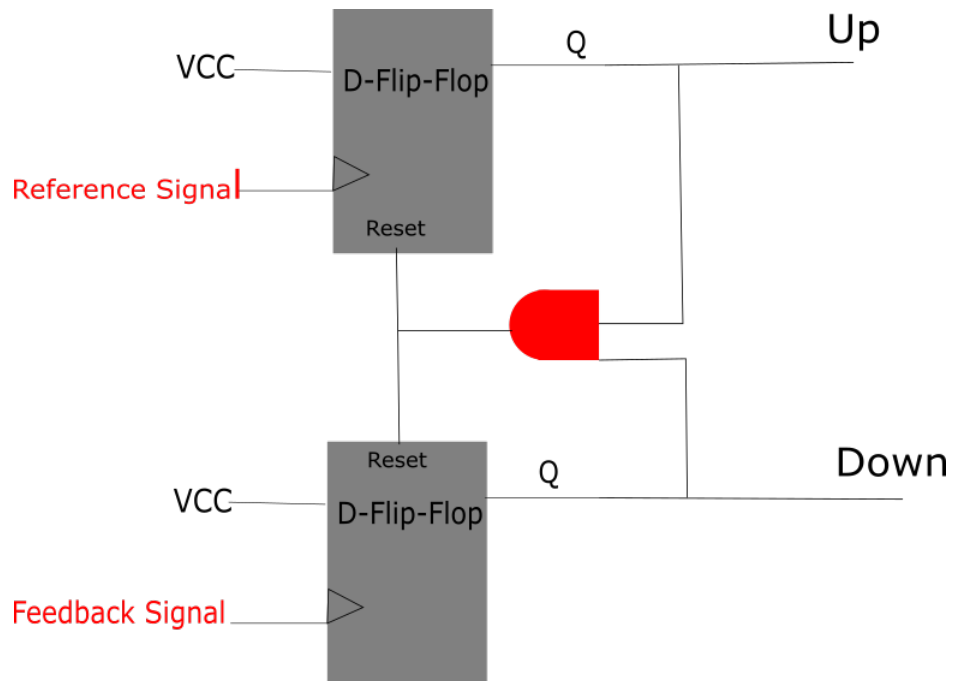 Q
Up
VCC
D-Flip-Flop
Reference Signal
Reset
Reset
Q
Down
VCC
D-Flip-Flop
Feedback Signal